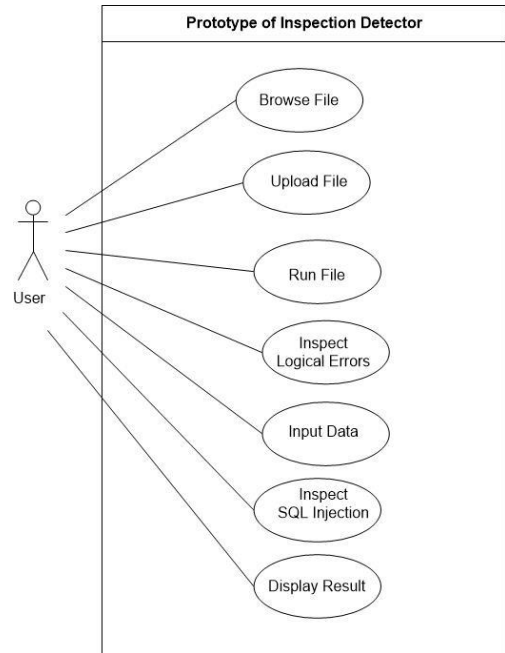 Prototype of Inspection Detector
Browse File
Upload File
Run File
User
Inspect
Logical Errors
Input Data
Inspect
SQL Injection
Display Result